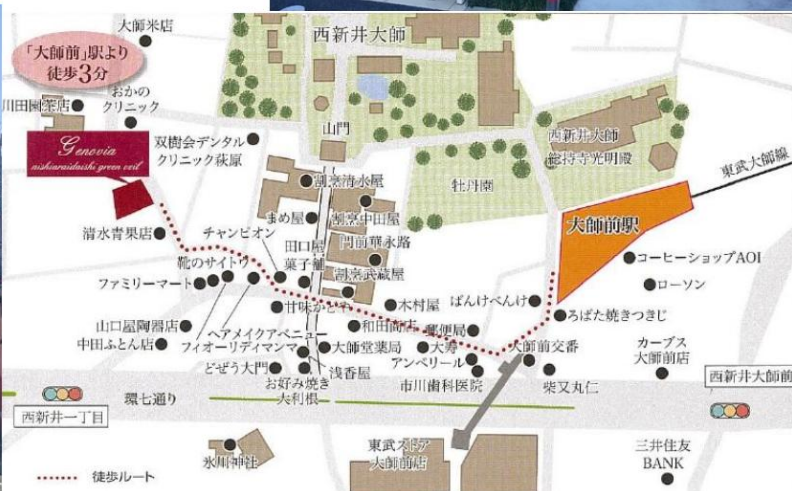 大師米店
「大師前」駅より
徒歩3分
おかの
クリニック
川田園茶店
Genovia
nishiaraidaishi green veil
双樹会デンタル
クリニック萩原
西新井大師
山門
西新井大師
總持寺光明殿
東武大師線
牡丹園
割烹清水屋
割烹中田屋
まめ屋
門前華永路
田口屋
菓子舗
割烹武蔵屋
大師前駅
コーヒーショップAOI
ローソン
清水青果店
チャンピオン
靴のサイトウ
ファミリーマート
甘味かどや
木村屋
ぱんけぺんけ
ろばた焼きつきじ
山口屋陶器店
中田ふとん店
ヘアメイクアベニュー
フィオーリディマンマ
和田商店
郵便局
大師堂薬局
大寿
大師前交番
カーブス
大師前店
どぜう大門
お好み焼き
大利根
浅香屋
アンベリール
市川歯科医院
柴又丸仁
西新井大師前
環七通り
西新井一丁目
氷川神社
東武ストア
大師前店
三井住友
BANK
徒歩ルート